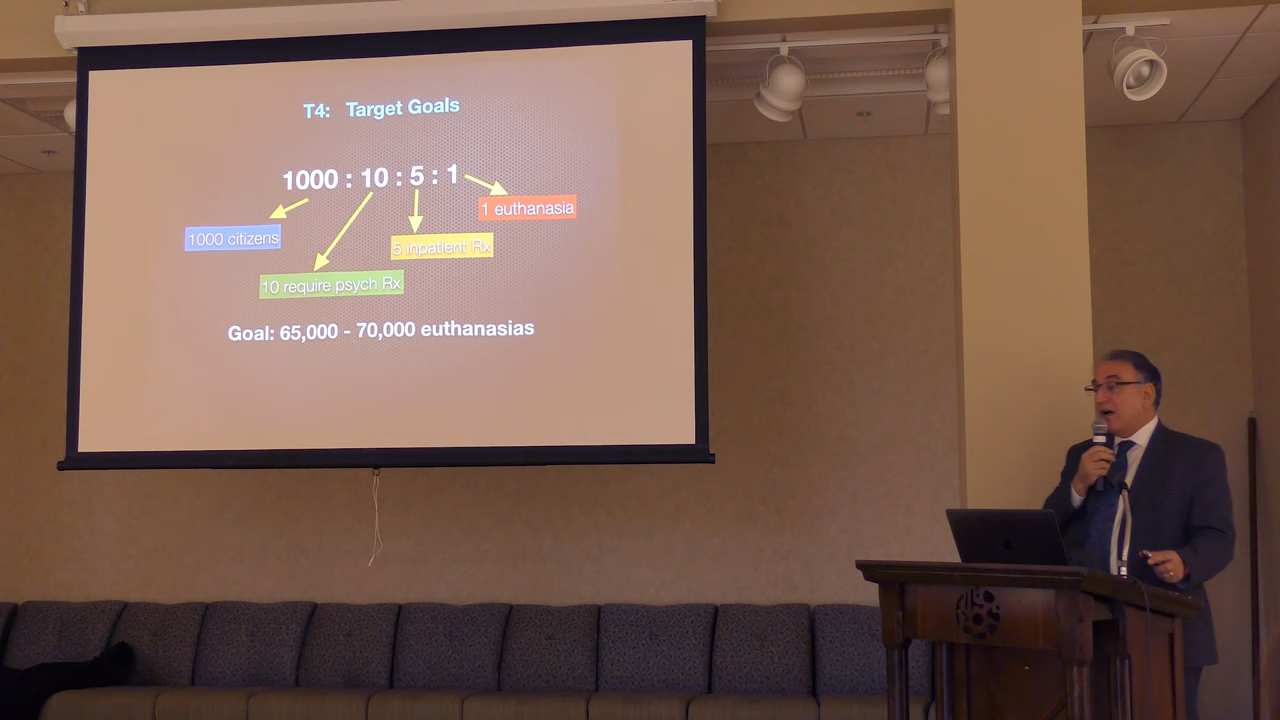 T4: Target Goals
1000 : 10 : 5 : 1
1 euthanasia
1000 citizens
5 inpatient Rx
10 require psych Rx
Goal: 65,000 - 70,000 euthanasias